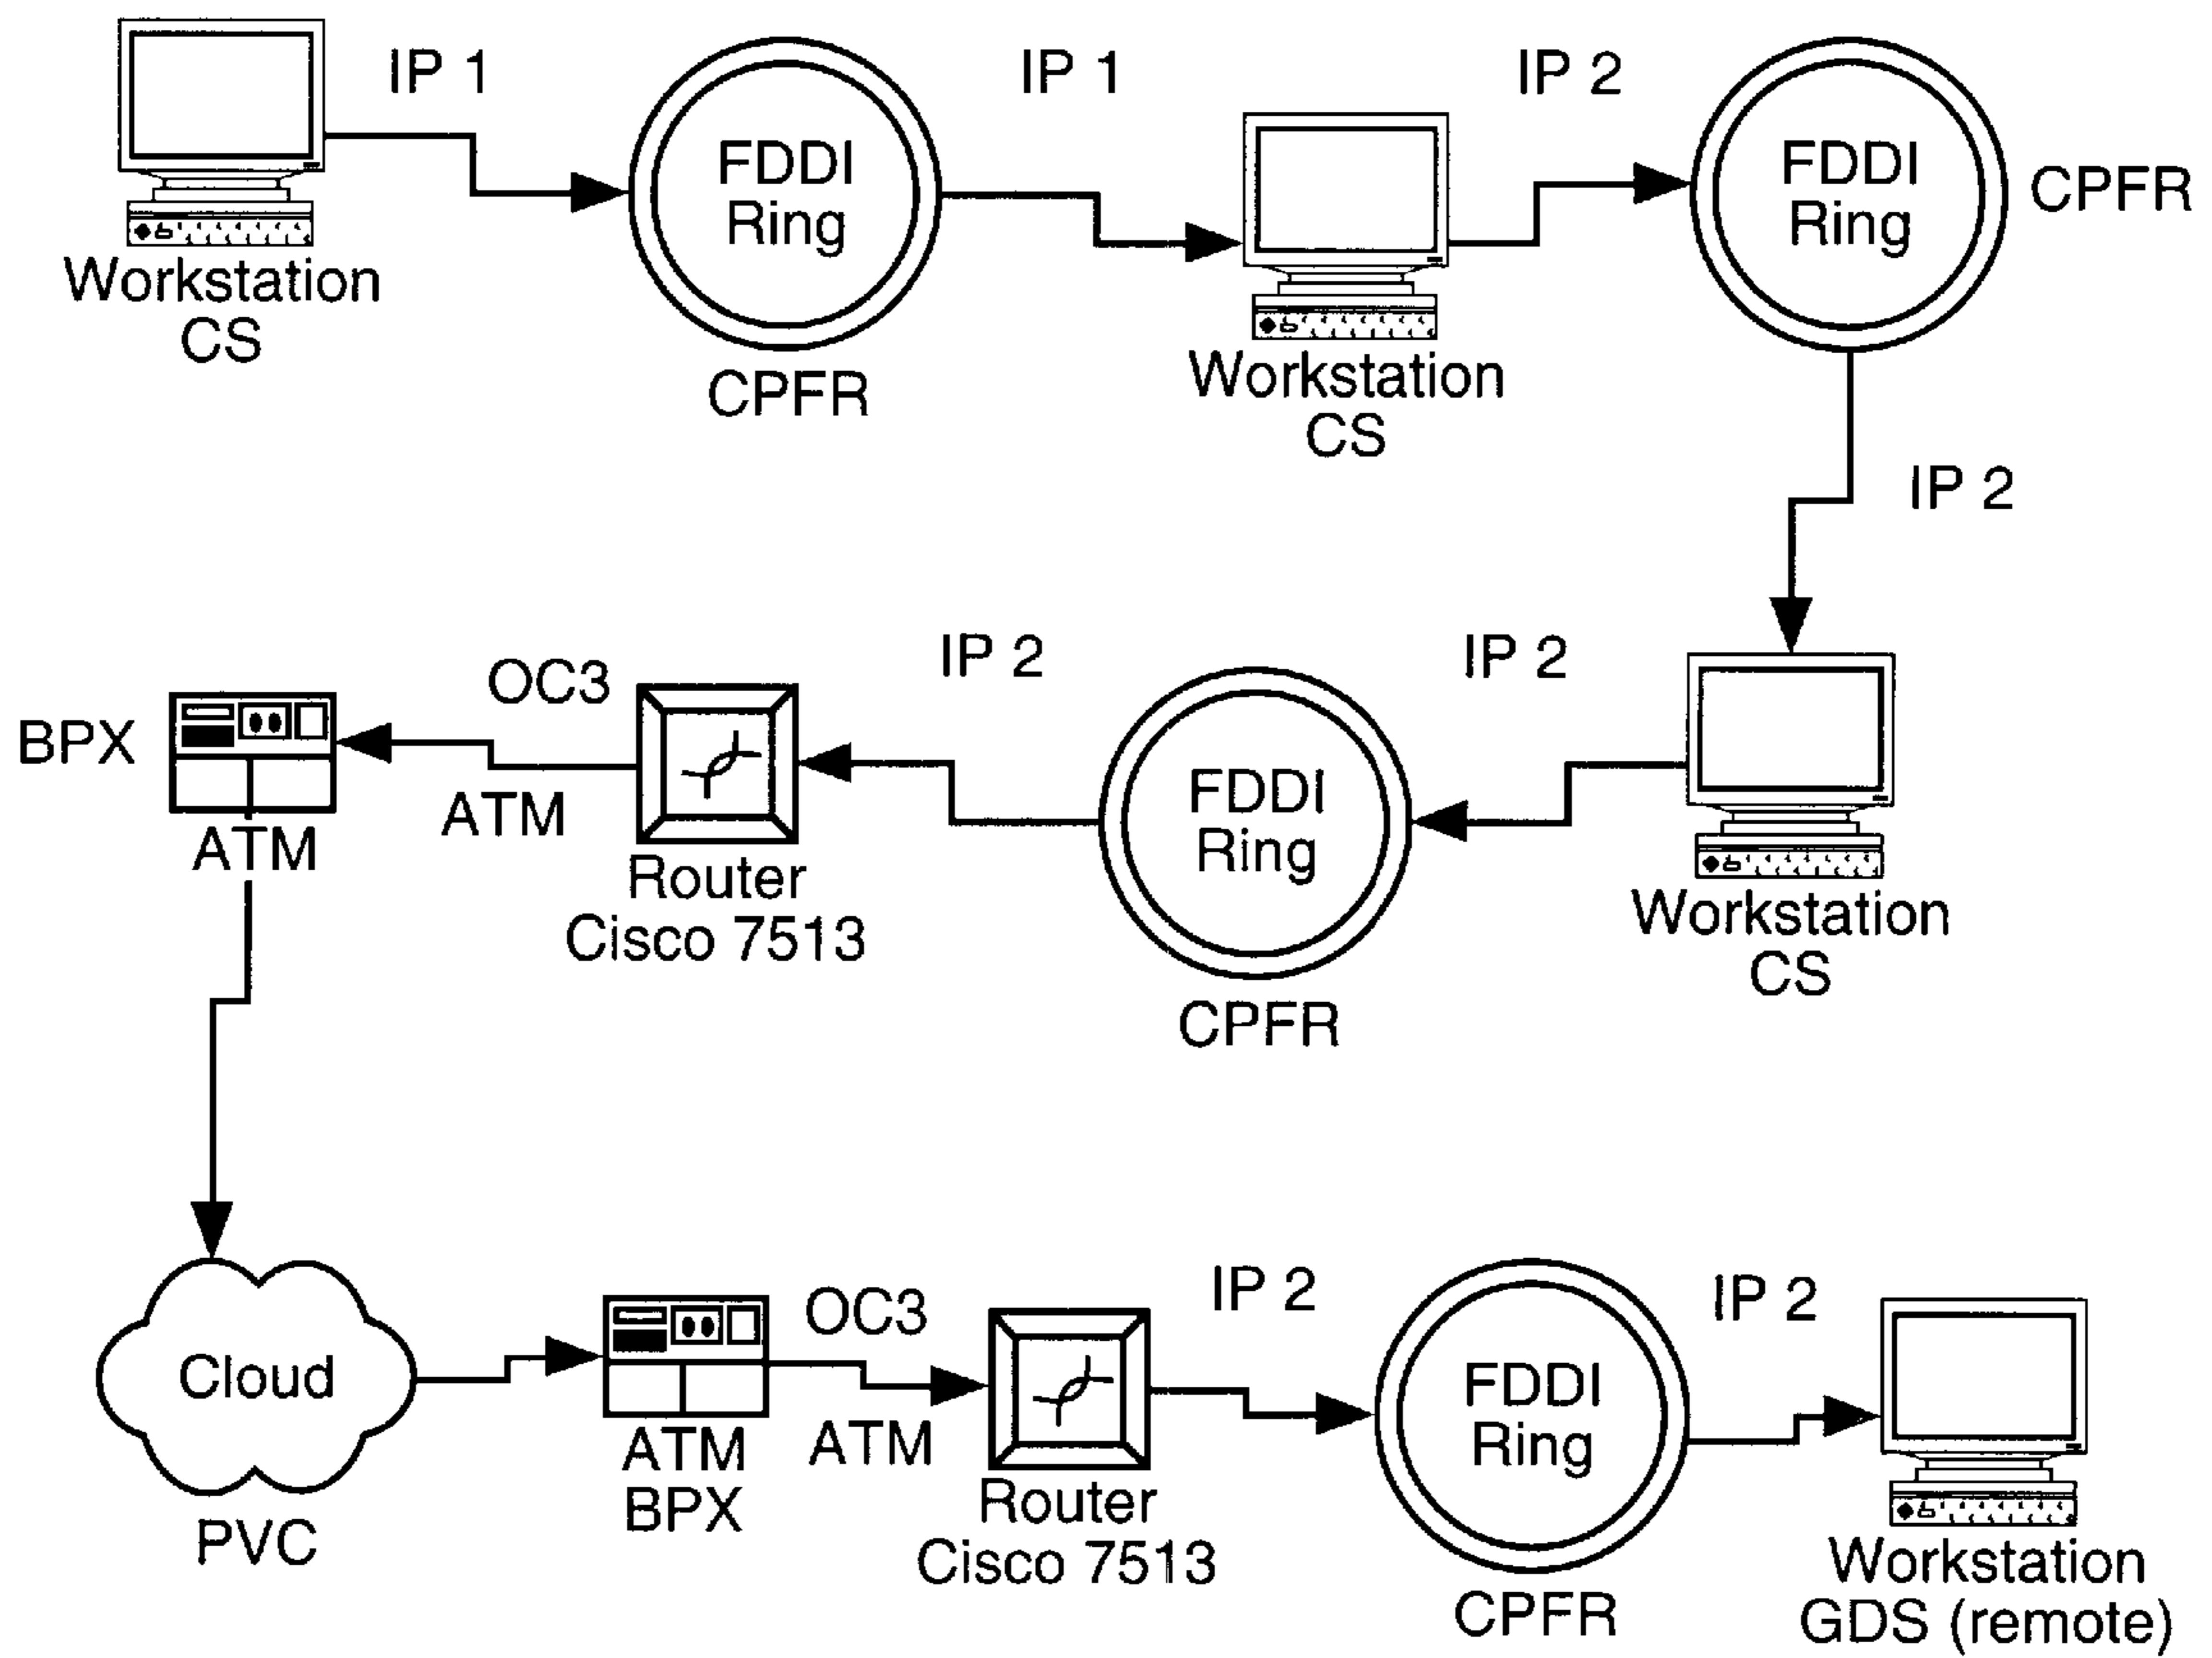 IP 1
IP 1
IP 2
FDDI
Ring
FDDI
Ring
CPFR
Workstation
CS
CPFR
Workstation
CS
IP 2
IP 2
IP 2
OC3
BPX
ATM
ATM
FDDI
Ring
Router
Cisco 7513
Workstation
CS
CPFR
Cloud
PVC
OC3
IP 2
IP 2
ATM
BPX
ATM
FDDI
Ring
Router
Cisco 7513
CPFR
Workstation
GDS (remote)